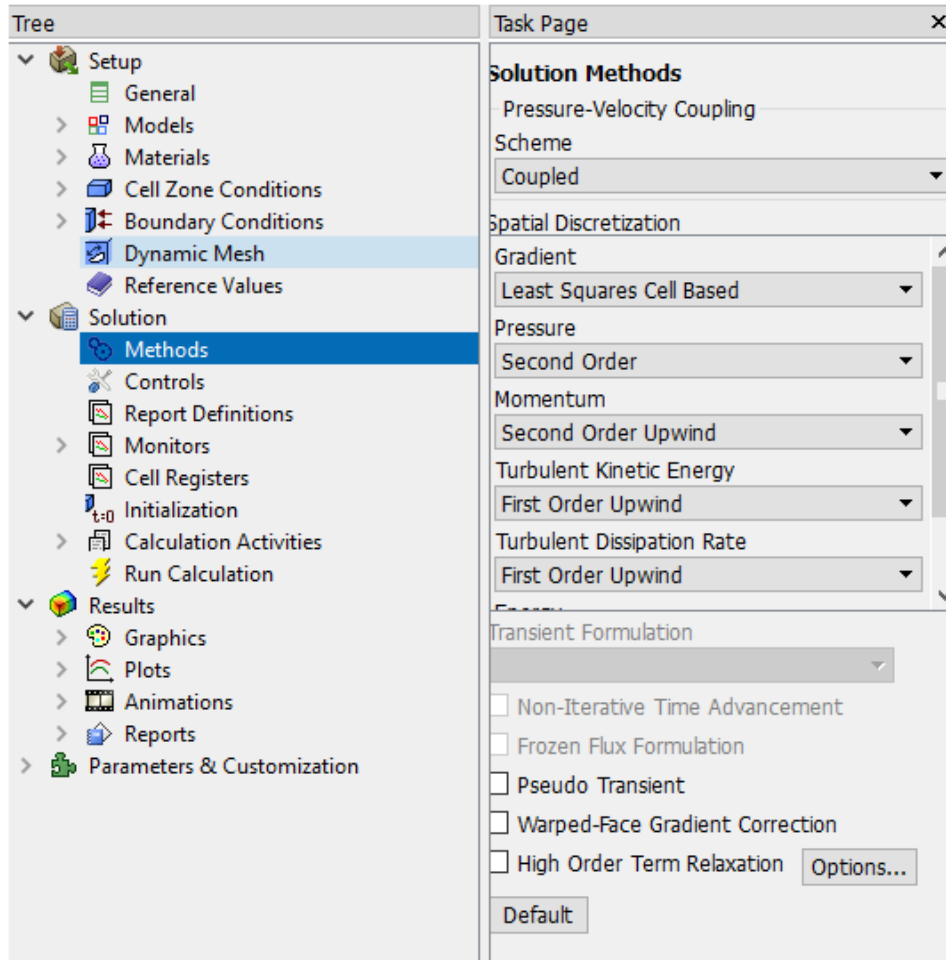 Tree
Setup
General
Models
Materials
Cell Zone Conditions
Boundary Conditions
Dynamic Mesh
Reference Values
Solution
Methods
Controls
Report Definitions
Monitors
Cell Registers
t=0 Initialization
Calculation Activities
Run Calculation
Results
Graphics
Plots
Animations
Reports
Parameters & Customization
Task Page
Solution Methods
Pressure-Velocity Coupling
Scheme
Coupled
Spatial Discretization
Gradient
Least Squares Cell Based
Pressure
Second Order
Momentum
Second Order Upwind
Turbulent Kinetic Energy
First Order Upwind
Turbulent Dissipation Rate
First Order Upwind
Energy
Transient Formulation
Non-Iterative Time Advancement
Frozen Flux Formulation
Pseudo Transient
Warped-Face Gradient Correction
High Order Term Relaxation
Options...
Default